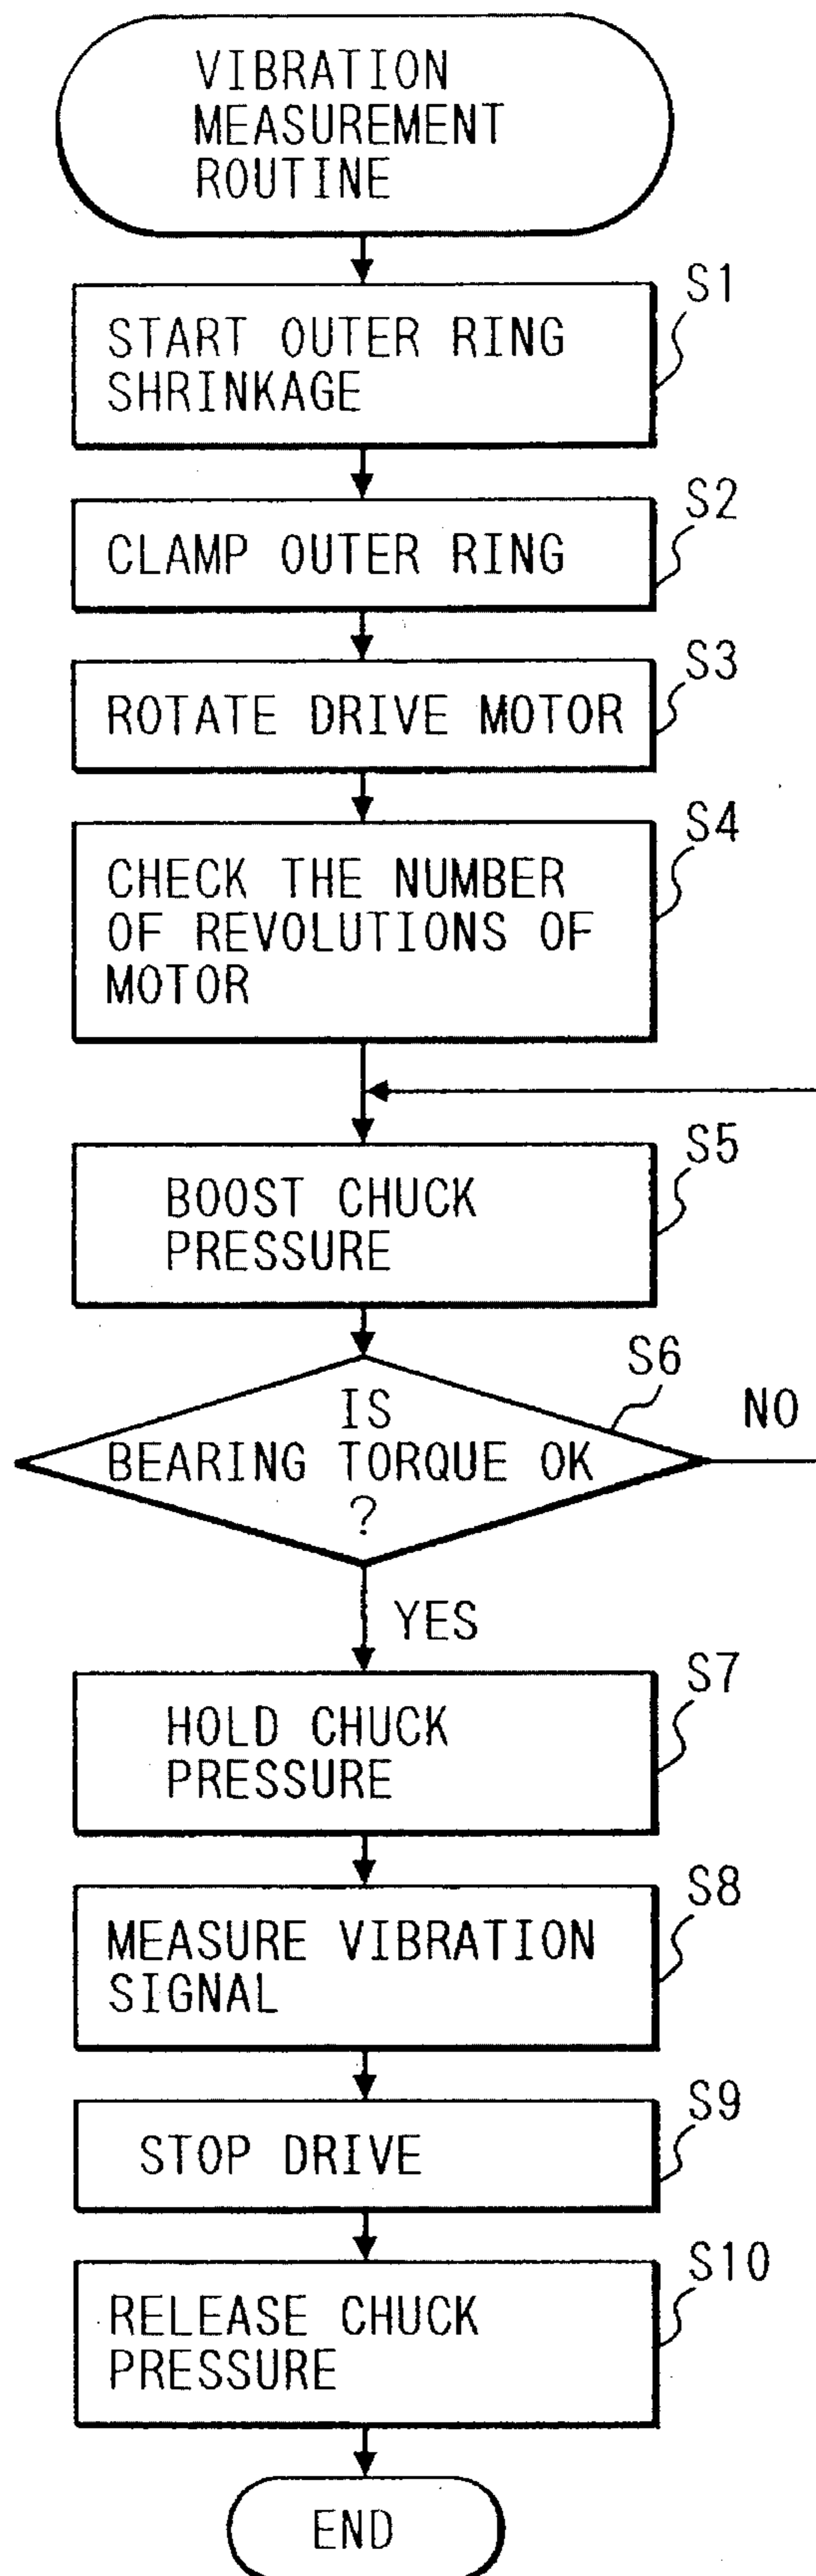 VIBRATION
MEASUREMENT
ROUTINE
S1
START OUTER RING
SHRINKAGE
S2
CLAMP OUTER RING
S3
ROTATE DRIVE MOTOR
S4
CHECK THE NUMBER
OF REVOLUTIONS OF
MOTOR
S5
BOOST CHUCK
PRESSURE
S6
IS
BEARING TORQUE OK
?
NO
YES
S7
HOLD CHUCK
PRESSURE
S8
MEASURE VIBRATION
SIGNAL
S9
STOP DRIVE
S10
RELEASE CHUCK
PRESSURE
END